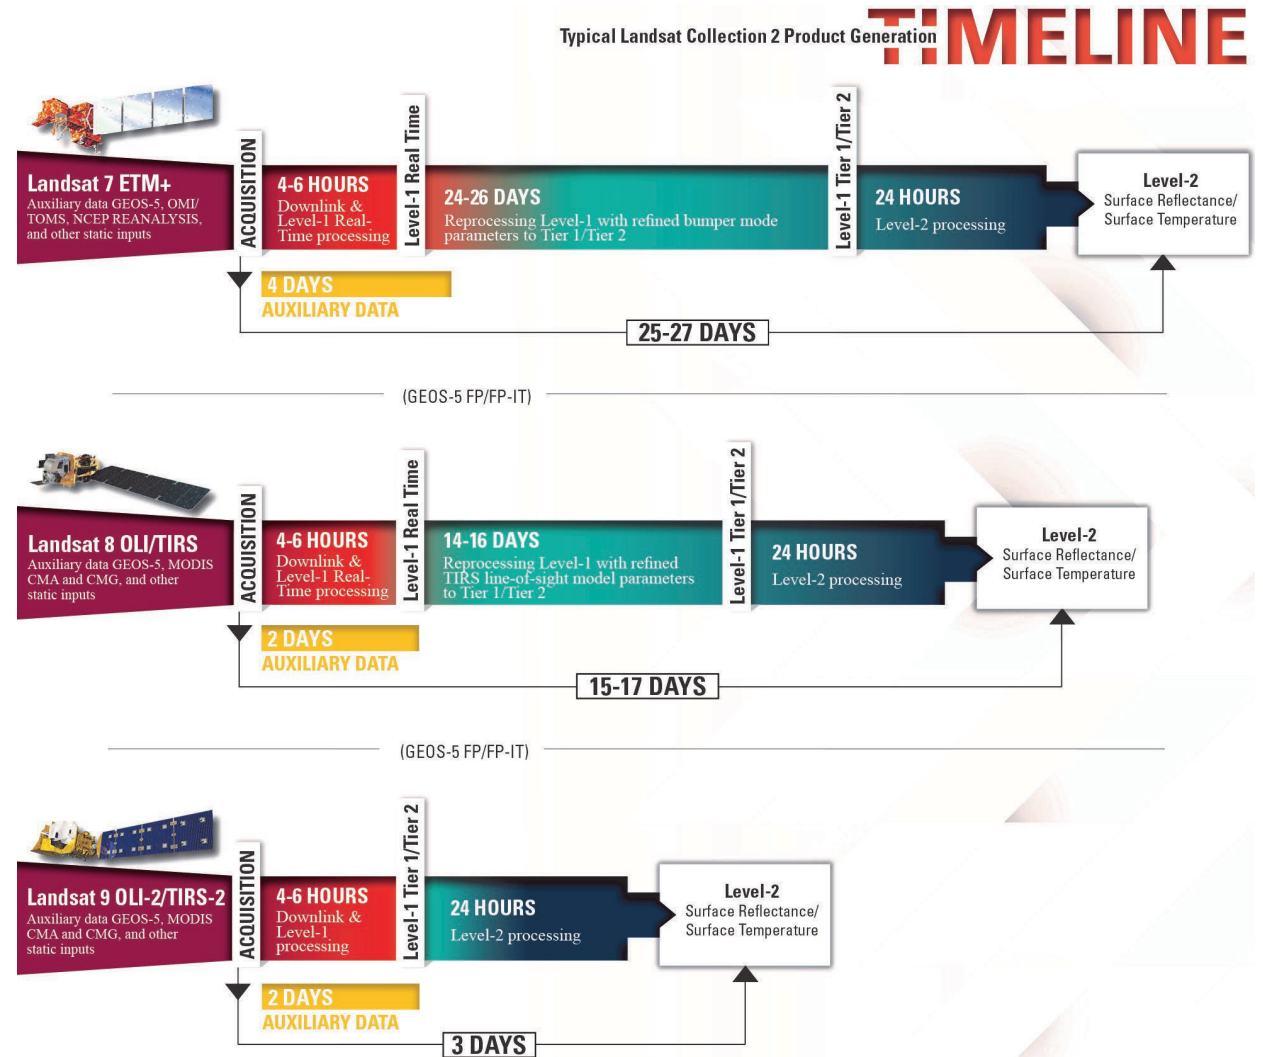 Typical Landsat Collection 2 Product Generation TIMELINE
Landsat 7 ETM+
Auxiliary data GEOS-5, OMI/
TOMS, NCEP REANALYSIS,
and other static inputs
ACQUISITION
4-6 HOURS
Downlink &
Level-1 Real-
Time processing
Level-1 Real Time
24-26 DAYS
Reprocessing Level-1 with refined bumper mode
parameters to Tier 1/Tier 2
Level-1 Tier 1/Tier 2
24 HOURS
Level-2 processing
Level-2
Surface Reflectance/
Surface Temperature
4 DAYS
AUXILIARY DATA
25-27 DAYS
(GEOS-5 FP/FP-IT)
Landsat 8 OLI/TIRS
Auxiliary data GEOS-5, MODIS
CMA and CMG, and other
static inputs
ACQUISITION
4-6 HOURS
Downlink &
Level-1 Real-
Time processing
Level-1 Real Time
14-16 DAYS
Reprocessing Level-1 with refined
TIRS line-of-sight model parameters
to Tier 1/Tier 2
Level-1 Tier 1/Tier 2
24 HOURS
Level-2 processing
Level-2
Surface Reflectance/
Surface Temperature
2 DAYS
AUXILIARY DATA
15-17 DAYS
(GEOS-5 FP/FP-IT)
Landsat 9 OLI-2/TIRS-2
Auxiliary data GEOS-5, MODIS
CMA and CMG, and other
static inputs
ACQUISITION
4-6 HOURS
Downlink &
Level-1
processing
Level-1 Tier 1/Tier 2
24 HOURS
Level-2 processing
Level-2
Surface Reflectance/
Surface Temperature
2 DAYS
AUXILIARY DATA
3 DAYS